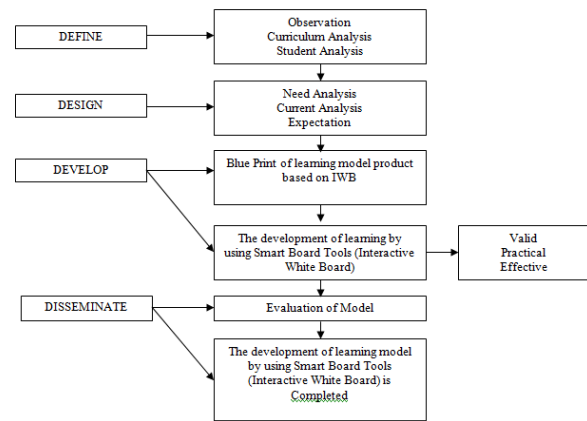 DEFINE
Observation
Curriculum Analysis
Student Analysis
DESIGN
Need Analysis
Current Analysis
Expectation
DEVELOP
Blue Print of learning model product
based on IWB
The development of learning by
using Smart Board Tools (Interactive
White Board)
Valid
Practical
Effective
DISSEMINATE
Evaluation of Model
The development of learning model
by using Smart Board Tools
(Interactive White Board) is
Completed